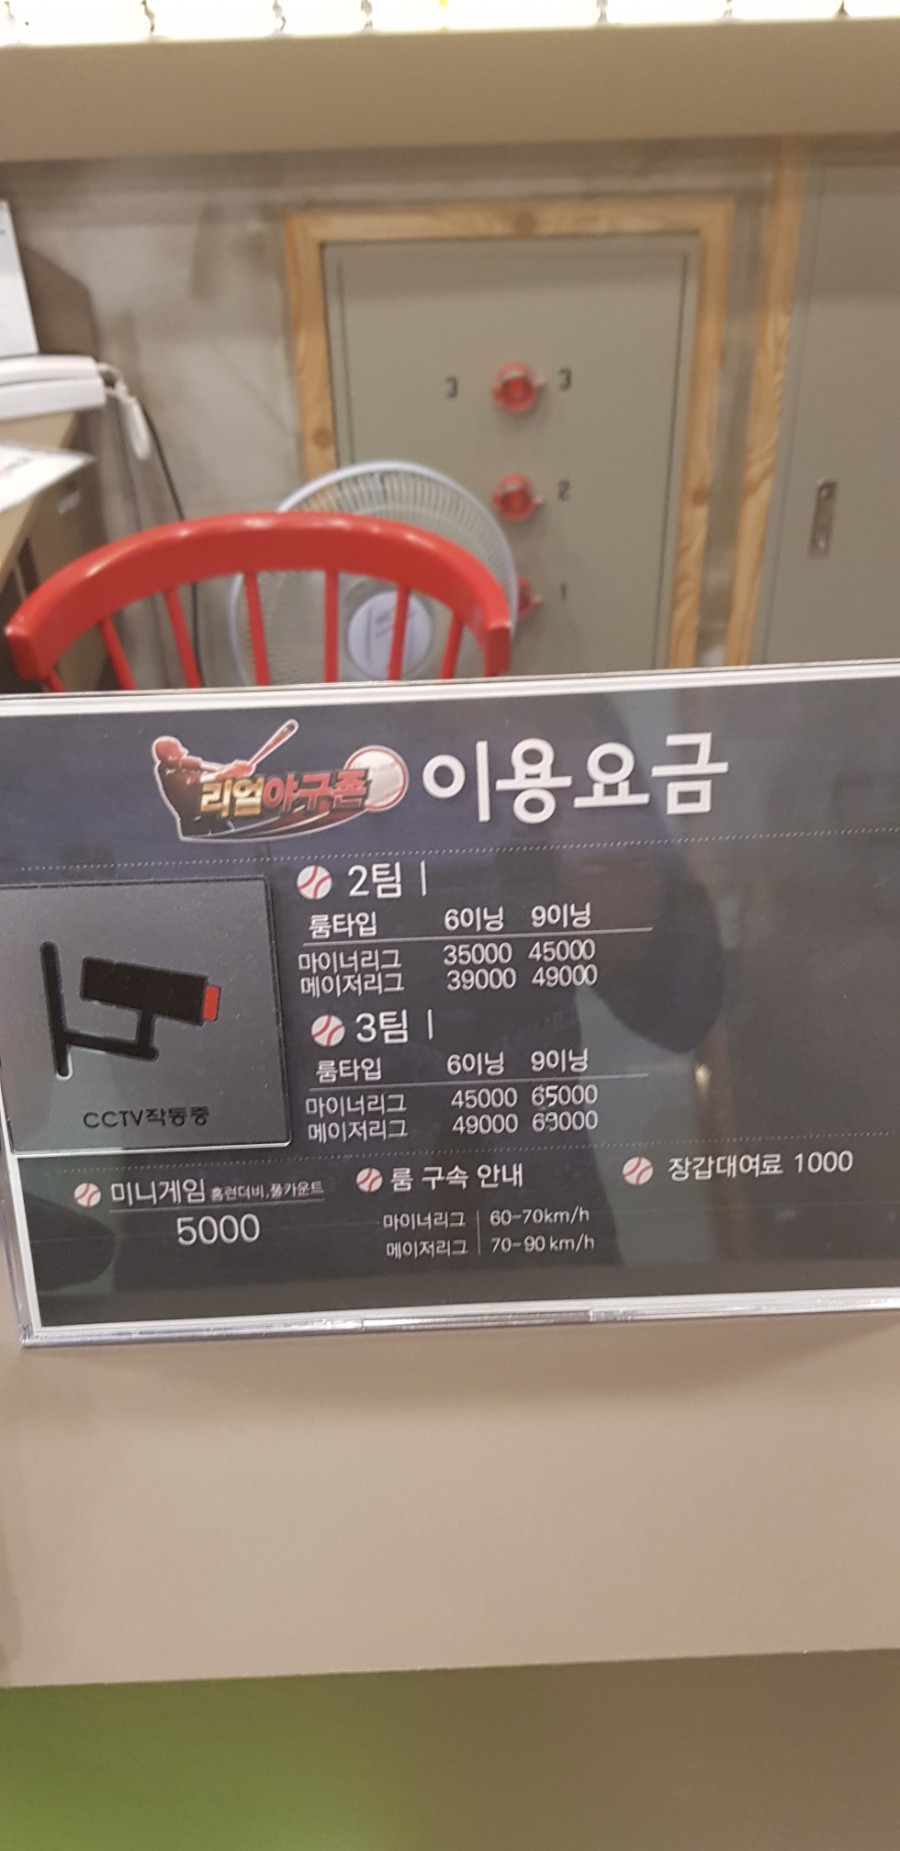 3 3
2
1
리얼야구존 이용요금
2팀 |
룸타입 6이닝 9이닝
마이너리그 35000 45000
메이저리그 39000 49000
3팀 |
룸타입 6이닝 9이닝
마이너리그 45000 65000
메이저리그 49000 69000
CCTV작동중
미니게임 홈런더비,풀카운트
5000
룸 구속 안내
마이너리그 | 60-70km/h
메이저리그 | 70-90km/h
장갑대여료 1000